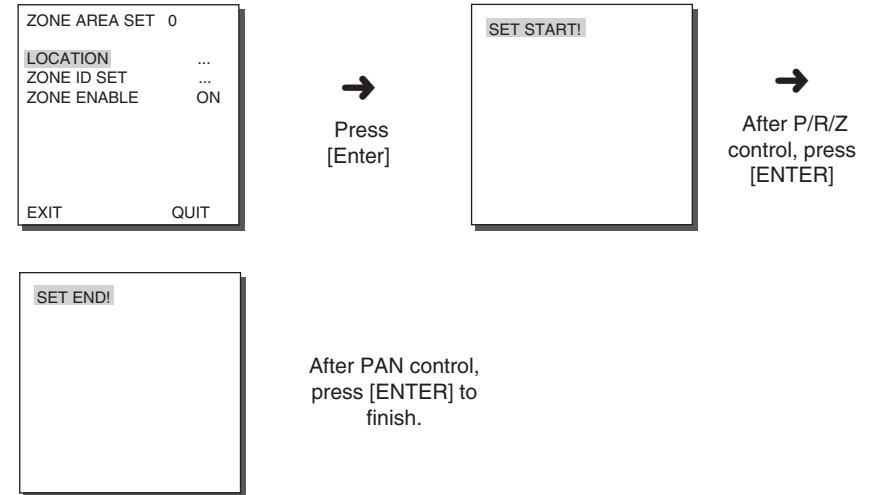 ZONE AREA SET 0
LOCATION ...
ZONE ID SET ...
ZONE ENABLE ON
EXIT QUIT
Press
[Enter]
SET START!
After P/R/Z
control, press
[ENTER]
SET END!
After PAN control,
press [ENTER] to
finish.